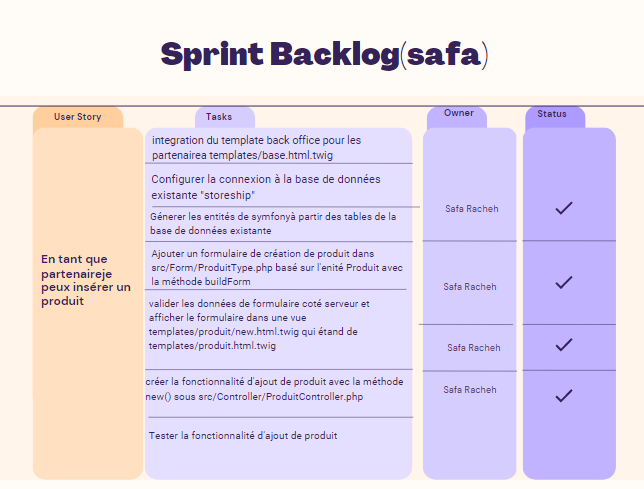 Sprint Backlog(safa)
User Story
Tasks
Owner
Status
En tant que
partenaireje
peux insérer un
produit
integration du template back office pour les
partenairea templates/base.html.twig
Configurer la connexion à la base de données
existante "storeship"
Génerer les entités de symfonyà partir des tables de la
base de données existante
Ajouter un formulaire de création de produit dans
src/Form/ProduitType.php basé sur l'enité Produit avec
la méthode buildForm
valider les données de formulaire coté serveur et
afficher le formulaire dans une vue
templates/produit/new.html.twig qui étand de
templates/produit.html.twig
créer la fonctionnalité d'ajout de produit avec la méthode
new() sous src/Controller/ProduitController.php
Tester la fonctionnalité d'ajout de produit
Safa Racheh
Safa Racheh
Safa Racheh
Safa Racheh